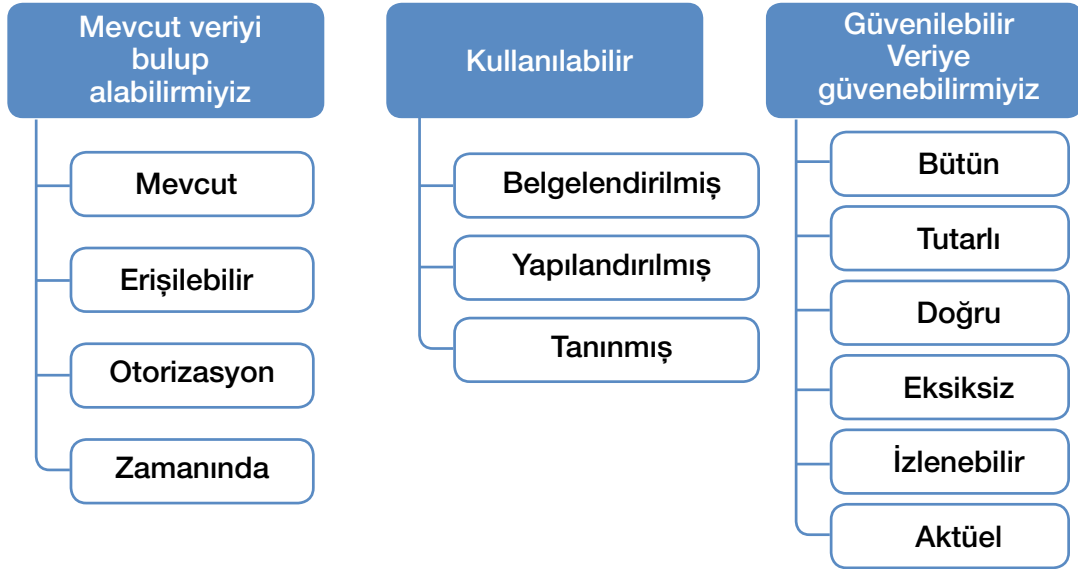 Mevcut veriyi
bulup
alabilirmiyiz
Mevcut
Erişilebilir
Otorizasyon
Zamanında
Kullanılabilir
Belgelendirilmiş
Yapılandırılmış
Tanınmış
Güvenilebilir
Veriye
güvenebilirmiyiz
Bütün
Tutarlı
Doğru
Eksiksiz
İzlenebilir
Aktüel